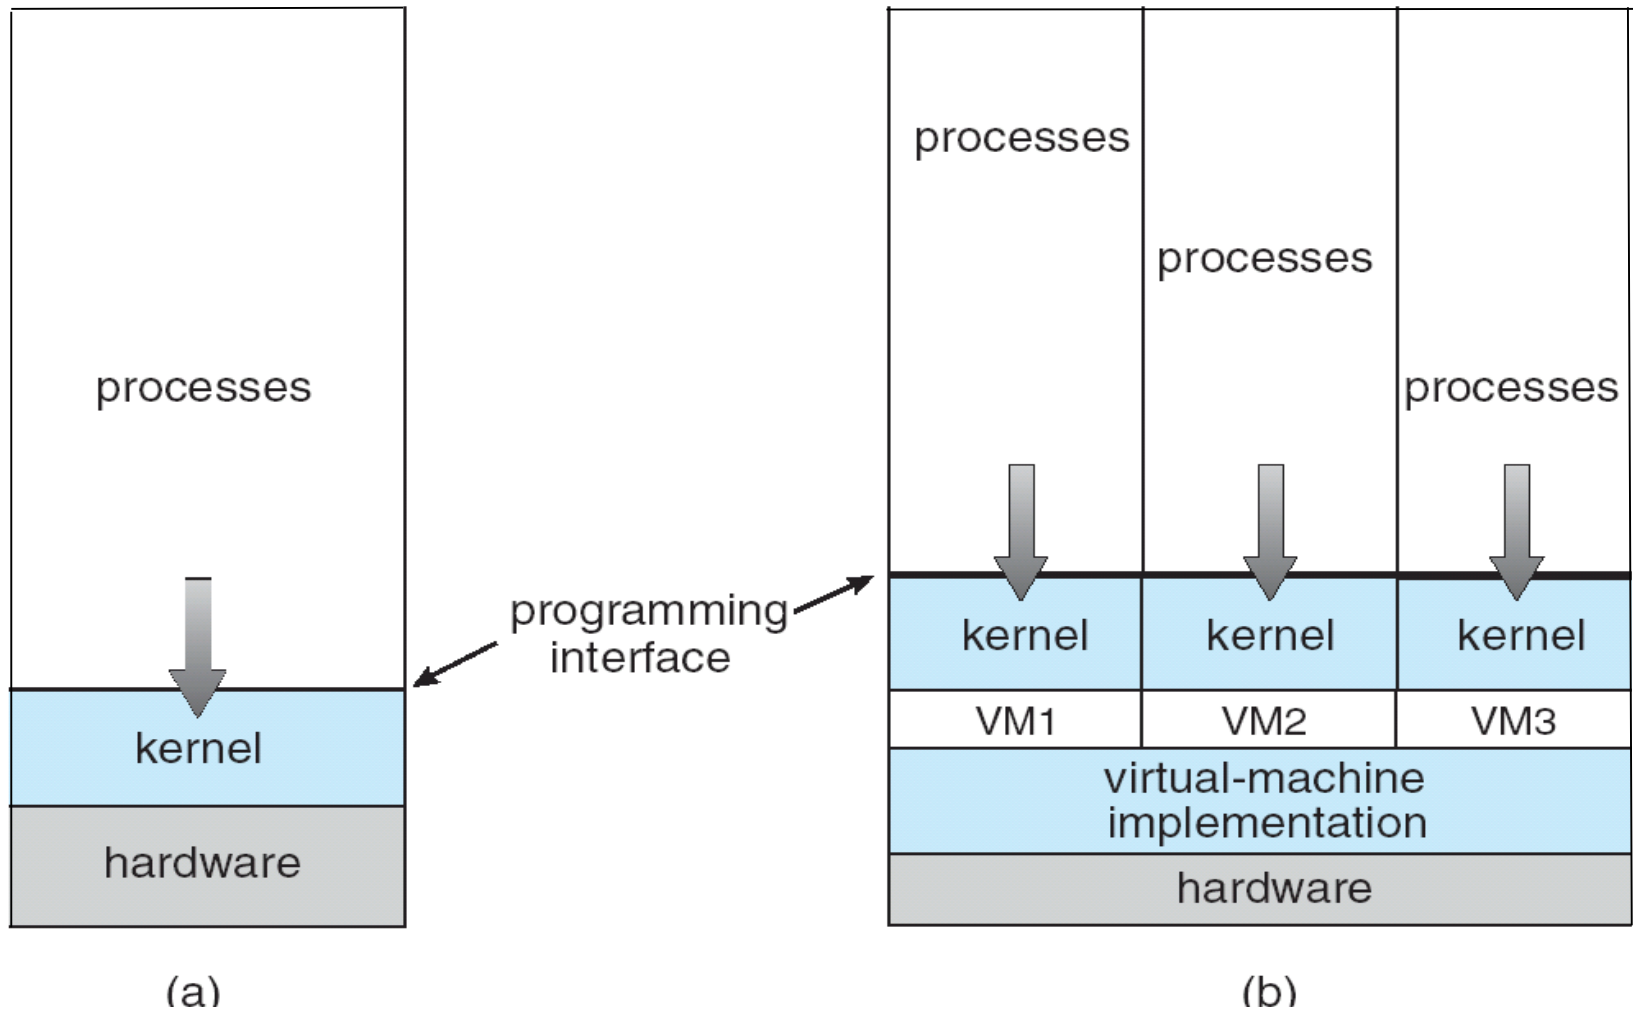 processes
kernel
hardware
(a)
programming
interface
processes
processes
processes
kernel
kernel
kernel
VM1
VM2
VM3
virtual-machine
implementation
hardware
(b)